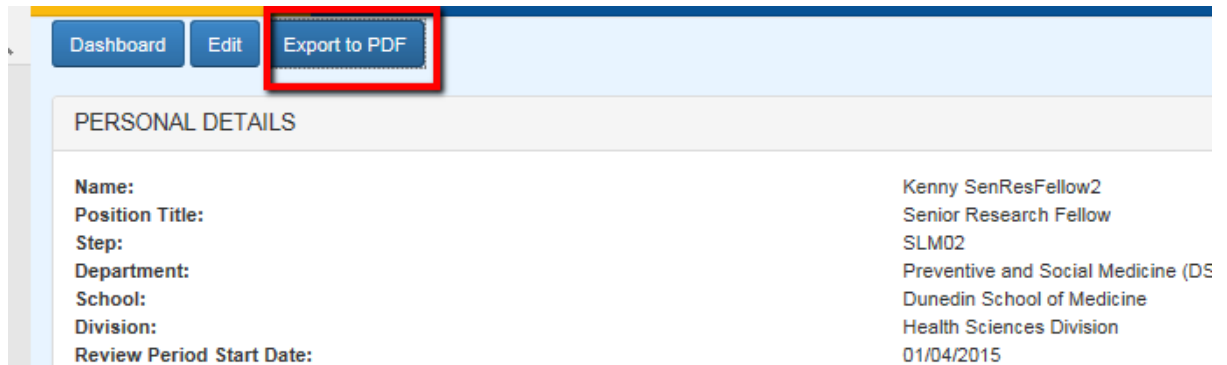 Dashboard Edit Export to PDF
PERSONAL DETAILS
Name: Kenny SenResFellow2
Position Title: Senior Research Fellow
Step: SLM02
Department: Preventive and Social Medicine (DS
School: Dunedin School of Medicine
Division: Health Sciences Division
Review Period Start Date: 01/04/2015